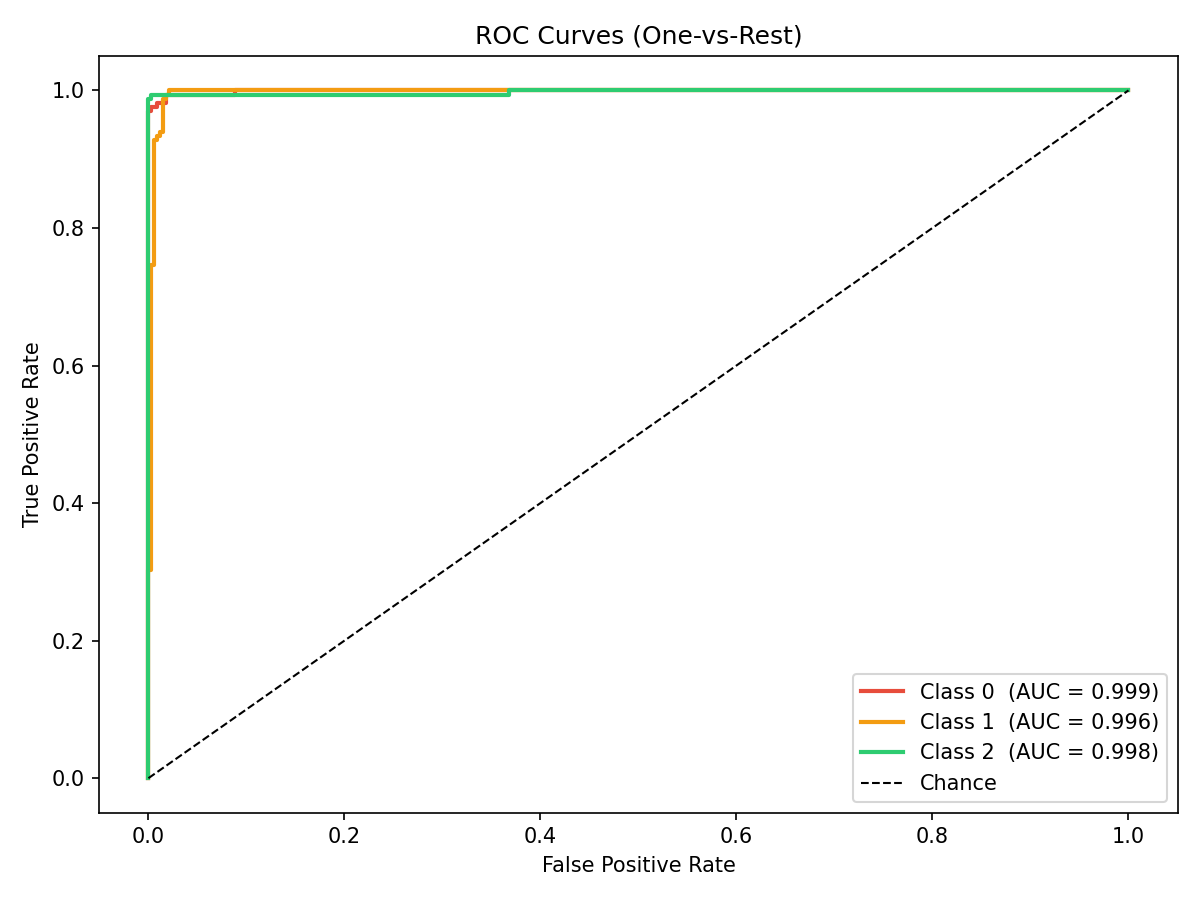 ROC Curves (One-vs-Rest)
True Positive Rate
1.0
0.8
0.6
0.4
0.2
0.0
0.0 0.2 0.4 0.6 0.8 1.0
False Positive Rate
Class 0 (AUC = 0.999)
Class 1 (AUC = 0.996)
Class 2 (AUC = 0.998)
Chance